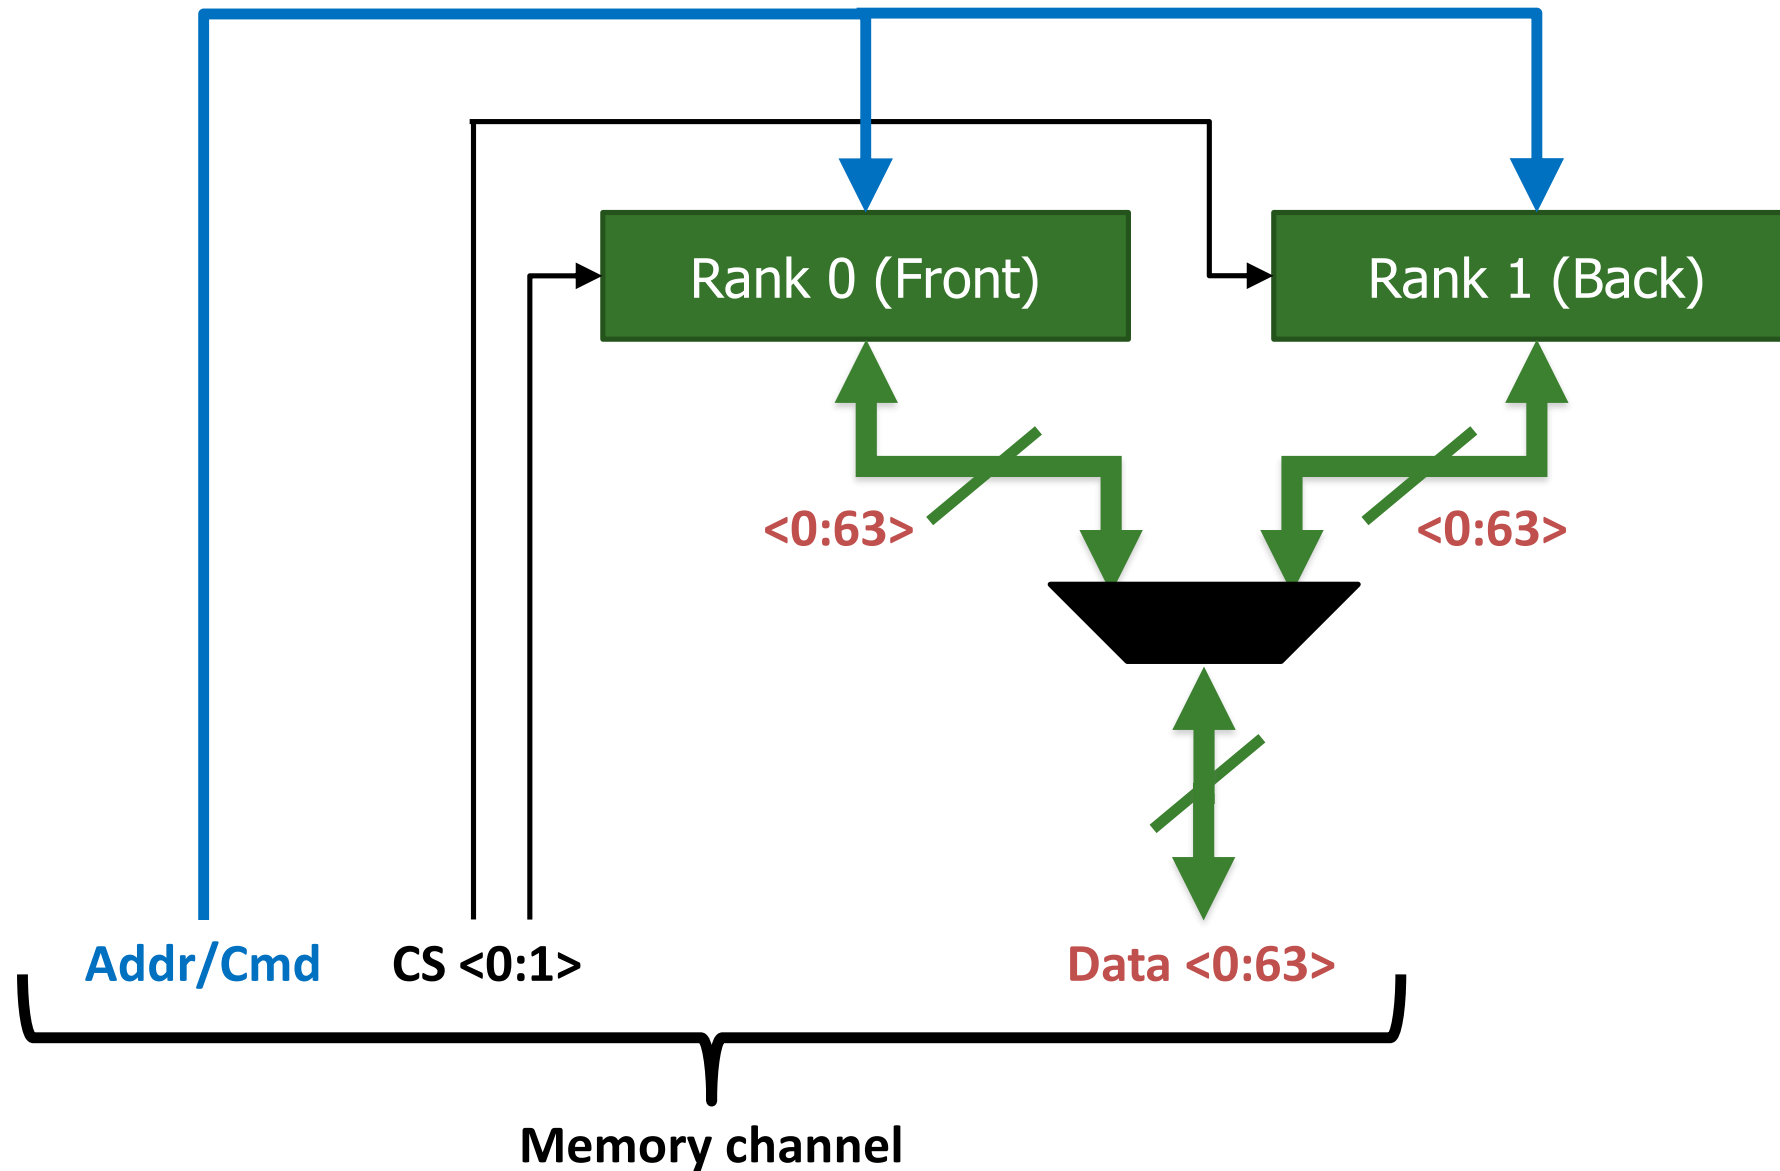 Rank 0 (Front)
Rank 1 (Back)
<0:63>
<0:63>
Addr/Cmd
CS <0:1>
Data <0:63>
Memory channel